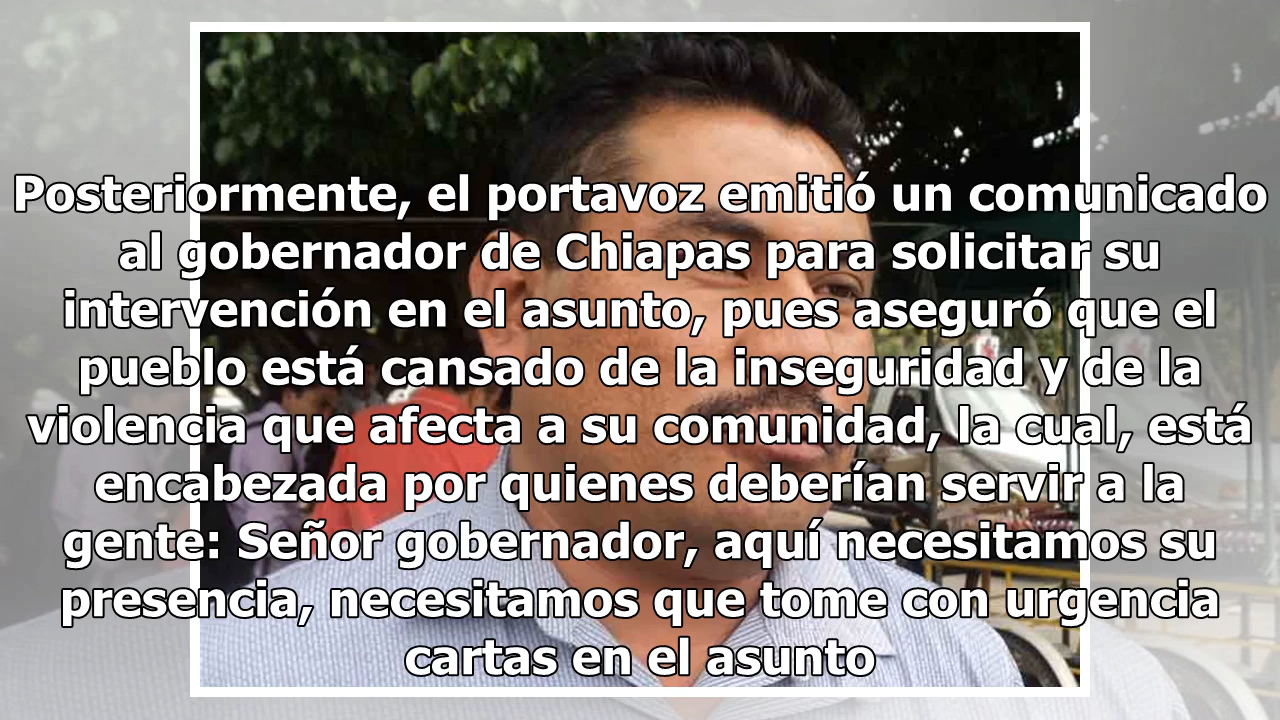 Posteriormente, el portavoz emitió un comunicado
al gobernador de Chiapas para solicitar su
intervención en el asunto, pues aseguró que el
pueblo está cansado de la inseguridad y de la
violencia que afecta a su comunidad, la cual, está
encabezada por quienes deberían servir a la
gente: Señor gobernador, aquí necesitamos su
presencia, necesitamos que tome con urgencia
cartas en el asunto